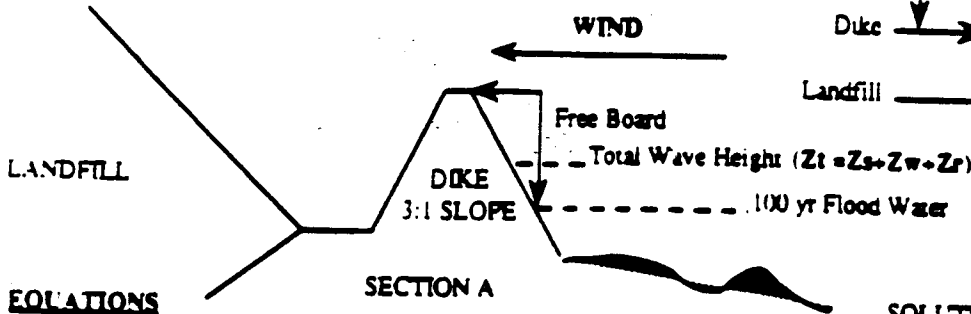 WIND
Dike
Landfill
Free Board
Total Wave Height (Zt =Zs+Zw+Zr)
LANDFILL
DIKE
3:1 SLOPE
100 yr Flood Water
SECTION A
EQUATIONS